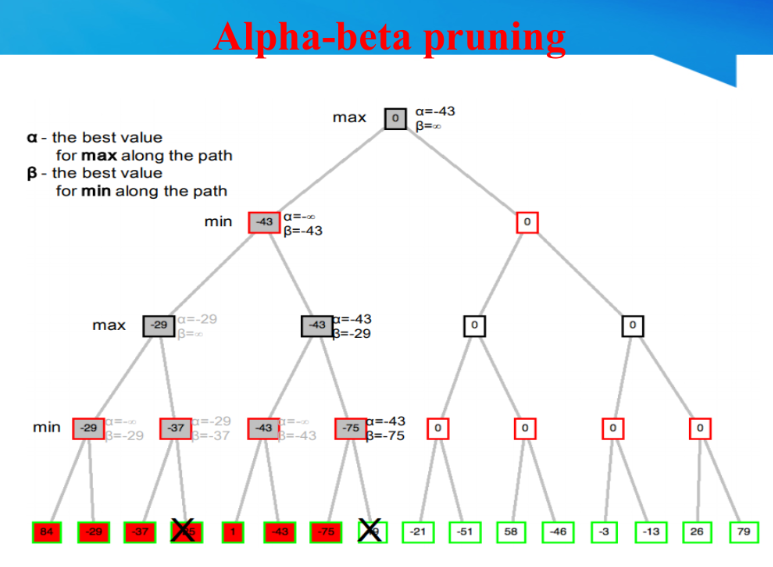 Alpha-beta pruning
max 0 α=-43
β=∞
α - the best value
for max along the path
β - the best value
for min along the path
min -43 α=-∞ 0
β=-43
max -29 α=-29 -43 α=-43 0 0
β=∞ β=-29
min -29 α=-∞ -37 α=-29 -43 α=-∞ -75 α=-43 0 0 0 0
β=-29 β=-37 β=-43 β=-75
84 -29 -37 1 -43 -75 -21 -51 58 -46 -3 -13 26 79